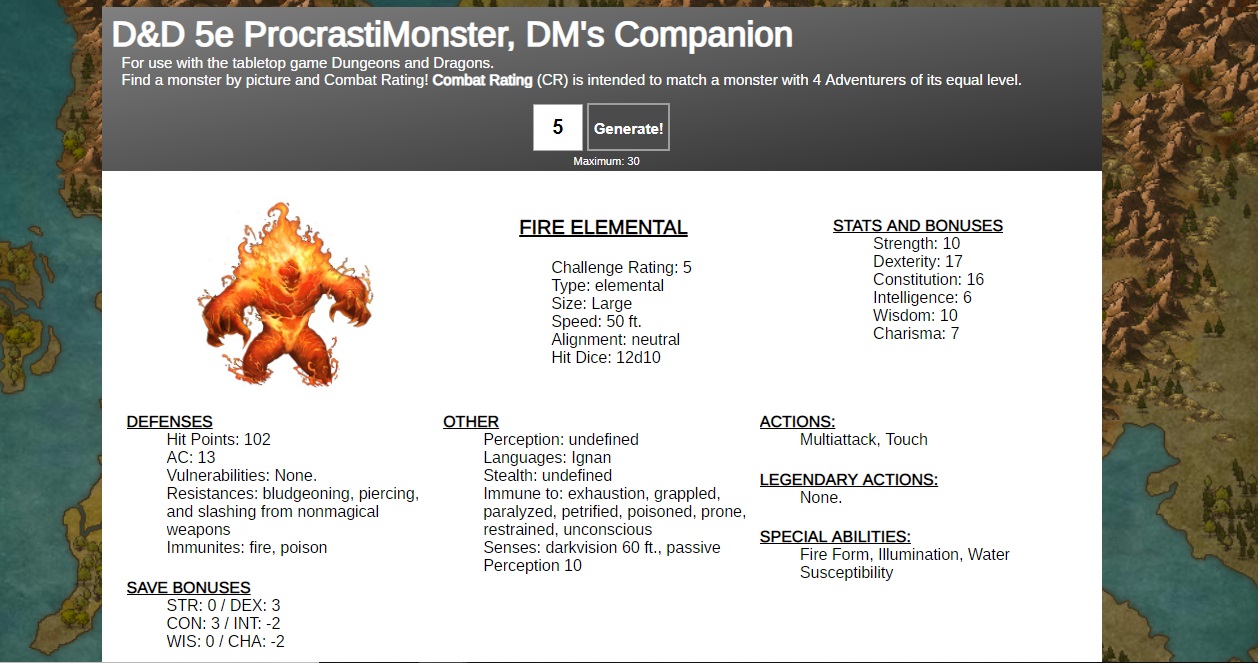 D&D 5e ProcrastiMonster, DM's Companion
For use with the tabletop game Dungeons and Dragons.
Find a monster by picture and Combat Rating! Combat Rating (CR) is intended to match a monster with 4 Adventurers of its equal level.
5 Generate!
Maximum: 30
FIRE ELEMENTAL
Challenge Rating: 5
Type: elemental
Size: Large
Speed: 50 ft.
Alignment: neutral
Hit Dice: 12d10
STATS AND BONUSES
Strength: 10
Dexterity: 17
Constitution: 16
Intelligence: 6
Wisdom: 10
Charisma: 7
DEFENSES
Hit Points: 102
AC: 13
Vulnerabilities: None.
Resistances: bludgeoning, piercing,
and slashing from nonmagical
weapons
Immunites: fire, poison
SAVE BONUSES
STR: 0 / DEX: 3
CON: 3 / INT: -2
WIS: 0 / CHA: -2
OTHER
Perception: undefined
Languages: Ignan
Stealth: undefined
Immune to: exhaustion, grappled,
paralyzed, petrified, poisoned, prone,
restrained, unconscious
Senses: darkvision 60 ft., passive
Perception 10
ACTIONS:
Multiattack, Touch
LEGENDARY ACTIONS:
None.
SPECIAL ABILITIES:
Fire Form, Illumination, Water
Susceptibility